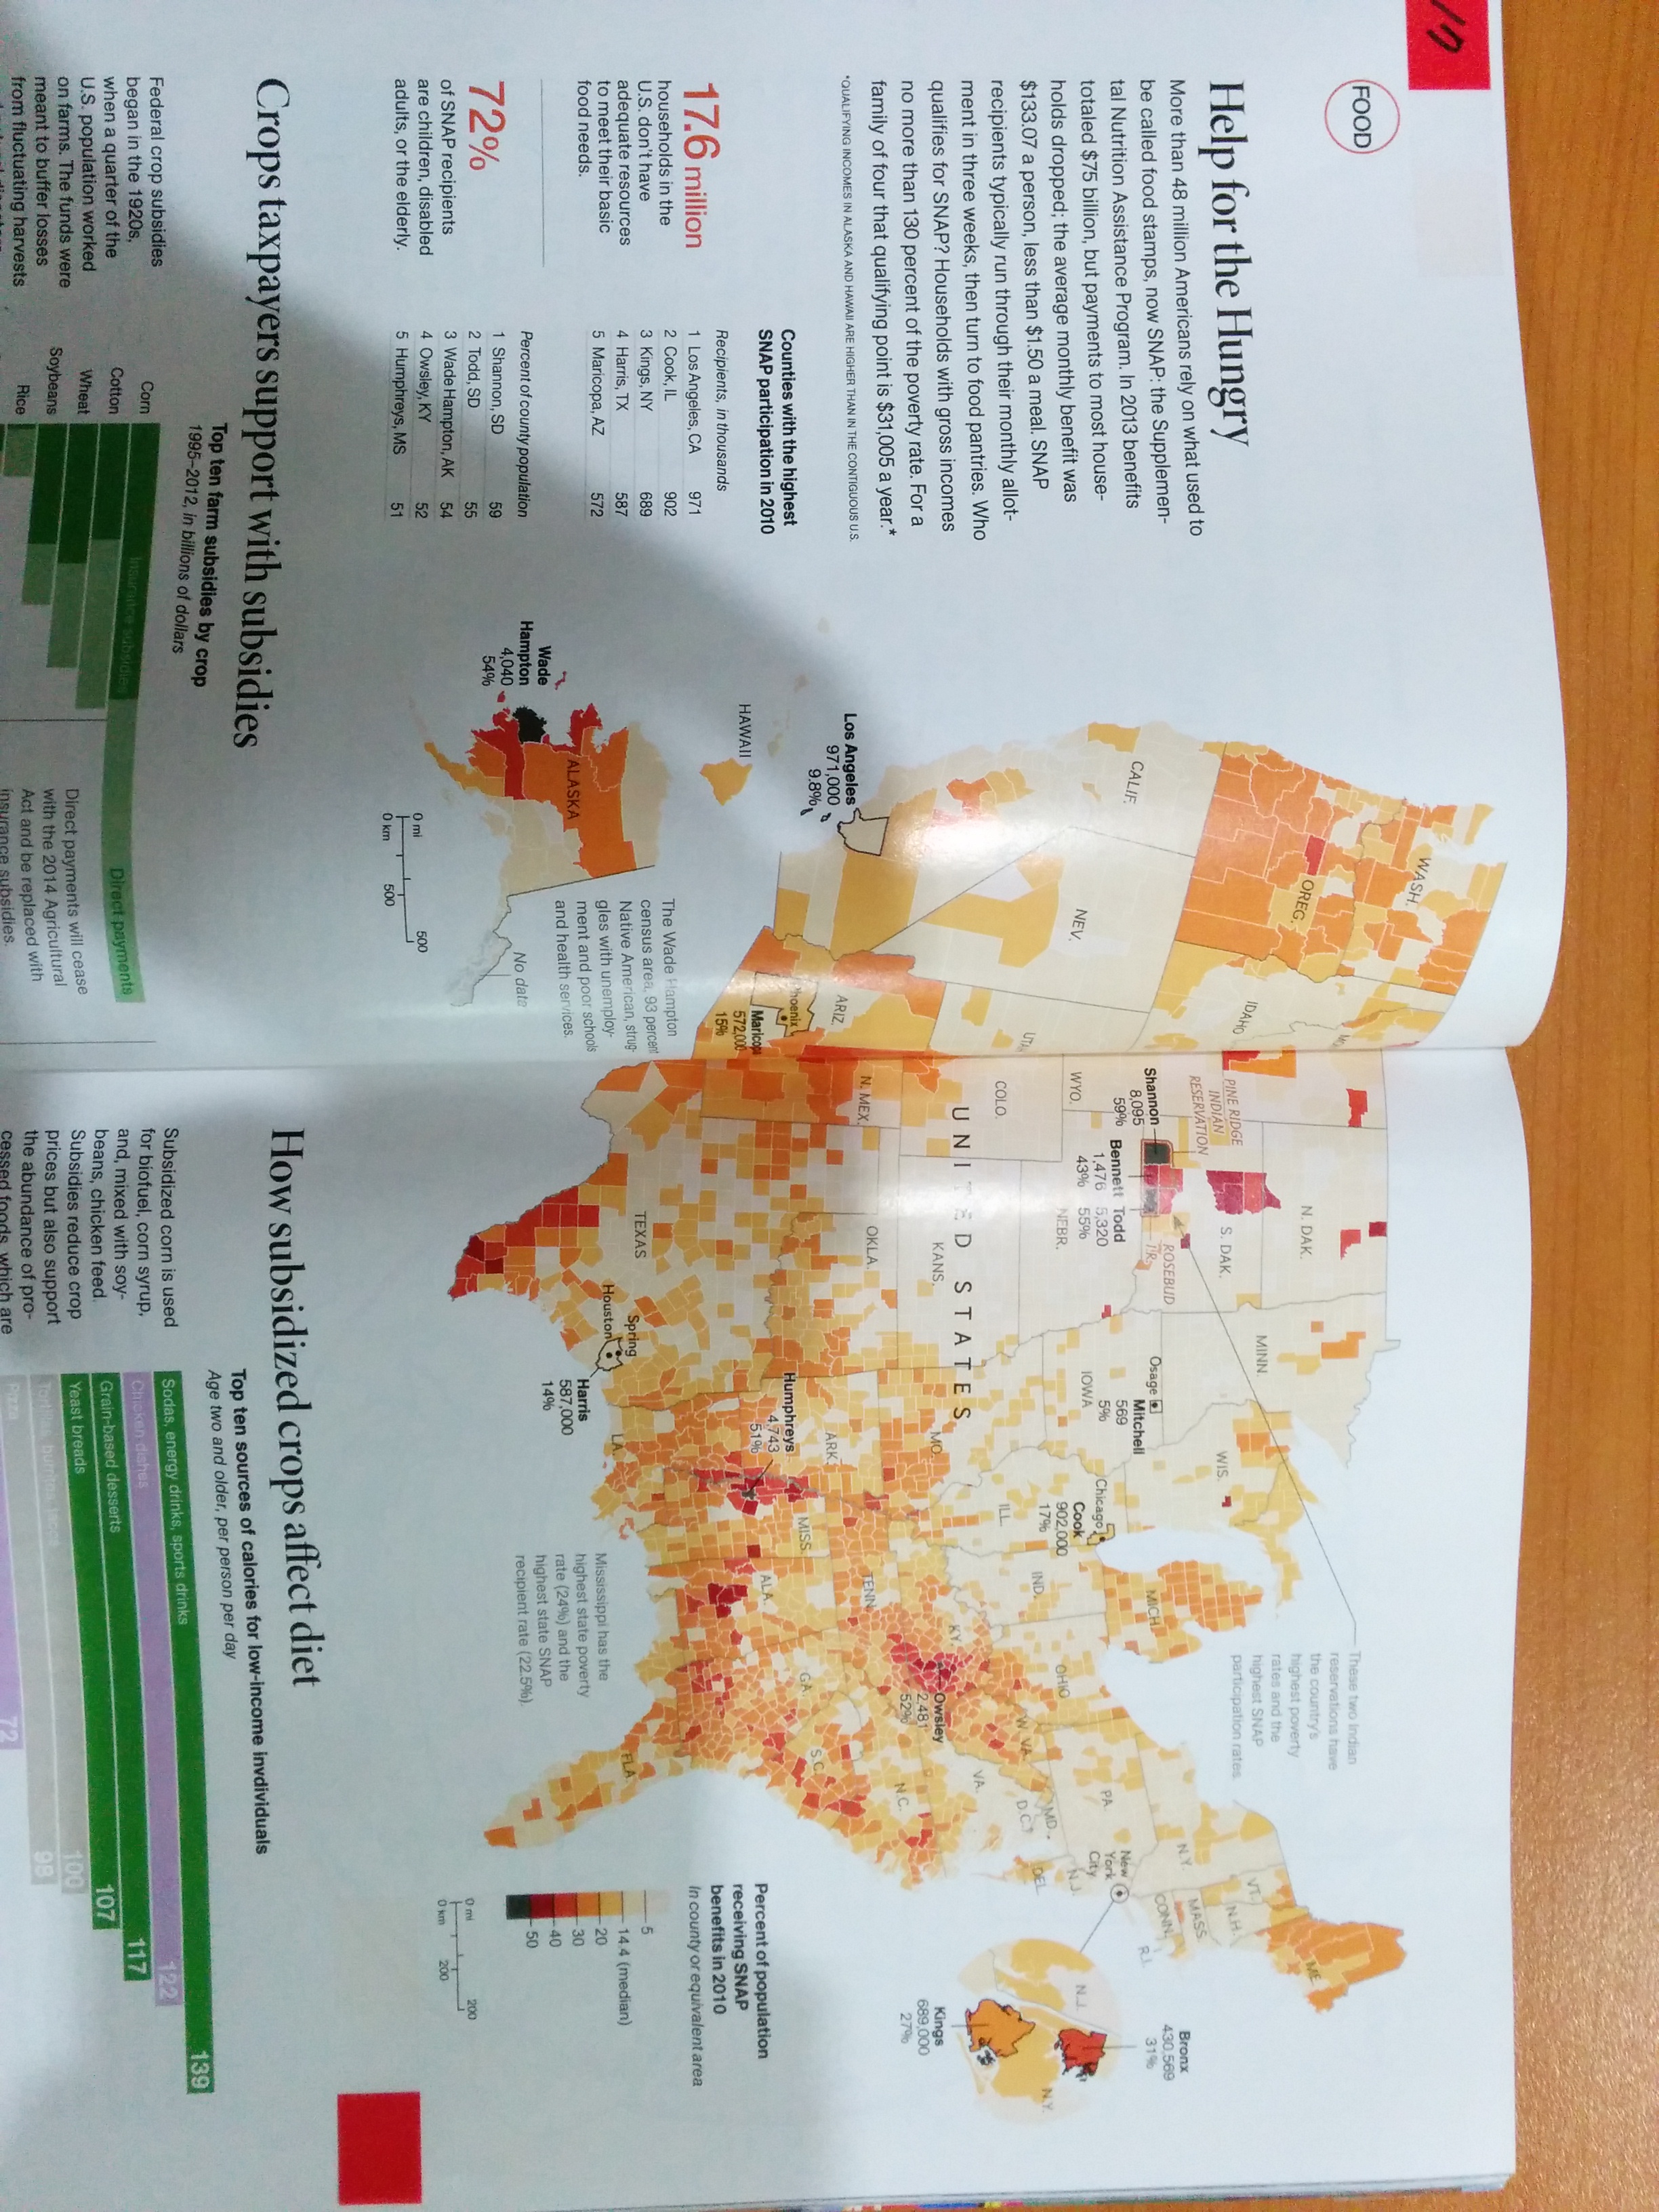 FOOD
Help for the Hungry
More than 48 million Americans rely on what used to
be called food stamps, now SNAP: the Supplemen-
tal Nutrition Assistance Program. In 2013 benefits
totaled $75 billion, but payments to most house-
holds dropped; the average monthly benefit was
$133.07 a person, less than $1.50 a meal. SNAP
recipients typically run through their monthly allot-
ment in three weeks, then turn to food pantries. Who
qualifies for SNAP? Households with gross incomes
no more than 130 percent of the poverty rate. For a
family of four that qualifying point is $31,005 a year.*
*QUALIFYING INCOMES IN ALASKA AND HAWAII ARE HIGHER THAN IN THE CONTIGUOUS U.S.
17.6 million
households in the
U.S. don't have
adequate resources
to meet their basic
food needs.
72%
of SNAP recipients
are children, disabled
adults, or the elderly.
Counties with the highest
SNAP participation in 2010
Recipients, in thousands
1 Los Angeles, CA 971
2 Cook, IL 902
3 Kings, NY 689
4 Harris, TX 587
5 Maricopa, AZ 572
Percent of county population
1 Shannon, SD 59
2 Todd, SD 55
3 Wade Hampton, AK 54
4 Owsley, KY 52
5 Humphreys, MS 51
WASH.
OREG.
CALIF.
NEV.
IDAHO
UTAH
ARIZ.
Phoenix
Maricopa
572,000
15%
Los Angeles
971,000
9.8%
HAWAII
ALASKA
Wade
Hampton
4,040
54%
0 mi 500
0 km 500
No data
The Wade Hampton
census area, 93 percent
Native American, strug-
gles with unemploy-
ment and poor schools
and health services.
UNITED STATES
WYO.
COLO.
N. MEX.
N. DAK.
S. DAK.
NEBR.
KANS.
OKLA.
TEXAS
MINN.
IOWA
MO.
ARK.
LA.
WIS.
ILL.
IND.
MICH.
OHIO
KY.
TENN.
MISS.
ALA.
GA.
FLA.
S.C.
N.C.
VA.
W. VA.
PA.
MD.
D.C.
DEL.
N.J.
N.Y.
CONN.
R.I.
MASS.
VT.
N.H.
ME.
PINE RIDGE
INDIAN
RESERVATION
ROSEBUD
I.R.
Shannon
8,095
59%
Bennett
1,476
43%
Todd
5,320
55%
Osage
Mitchell
569
5%
Chicago
Cook
902,000
17%
Spring
Houston
Harris
587,000
14%
Humphreys
4,743
51%
Owsley
2,481
52%
Mississippi has the
highest state poverty
rate (24%) and the
highest state SNAP
recipient rate (22.5%).
These two Indian
reservations have
the country's
highest poverty
rates and the
highest SNAP
participation rates.
New
York
City
N.J.
N.Y.
Bronx
430,569
31%
Kings
689,000
27%
Percent of population
receiving SNAP
benefits in 2010
In county or equivalent area
5
14.4 (median)
20
30
40
50
0 mi 200
0 km 200
Crops taxpayers support with subsidies
Federal crop subsidies
began in the 1920s,
when a quarter of the
U.S. population worked
on farms. The funds were
meant to buffer losses
from fluctuating harvests
Top ten farm subsidies by crop
1995–2012, in billions of dollars
Corn
Cotton
Wheat
Soybeans
Rice
Insurance subsidies
Direct payments
Direct payments will cease
with the 2014 Agricultural
Act and be replaced with
insurance subsidies.
How subsidized crops affect diet
Subsidized corn is used
for biofuel, corn syrup,
and, mixed with soy-
beans, chicken feed.
Subsidies reduce crop
prices but also support
the abundance of pro-
cessed foods, which are
Top ten sources of calories for low-income invdividuals
Age two and older, per person per day
Sodas, energy drinks, sports drinks 139
Chicken dishes 122
Grain-based desserts 117
Yeast breads 107
Tortillas, burritos, tacos 100
Pizza 98
72